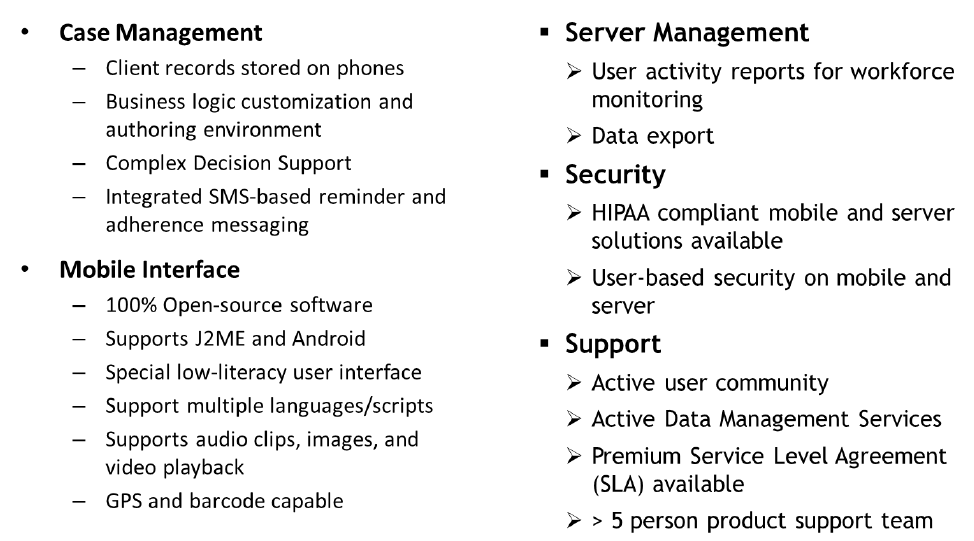 • Case Management
– Client records stored on phones
– Business logic customization and
authoring environment
– Complex Decision Support
– Integrated SMS-based reminder and
adherence messaging
• Mobile Interface
– 100% Open-source software
– Supports J2ME and Android
– Special low-literacy user interface
– Support multiple languages/scripts
– Supports audio clips, images, and
video playback
– GPS and barcode capable
▪ Server Management
➢ User activity reports for workforce
monitoring
➢ Data export
▪ Security
➢ HIPAA compliant mobile and server
solutions available
➢ User-based security on mobile and
server
▪ Support
➢ Active user community
➢ Active Data Management Services
➢ Premium Service Level Agreement
(SLA) available
➢ > 5 person product support team